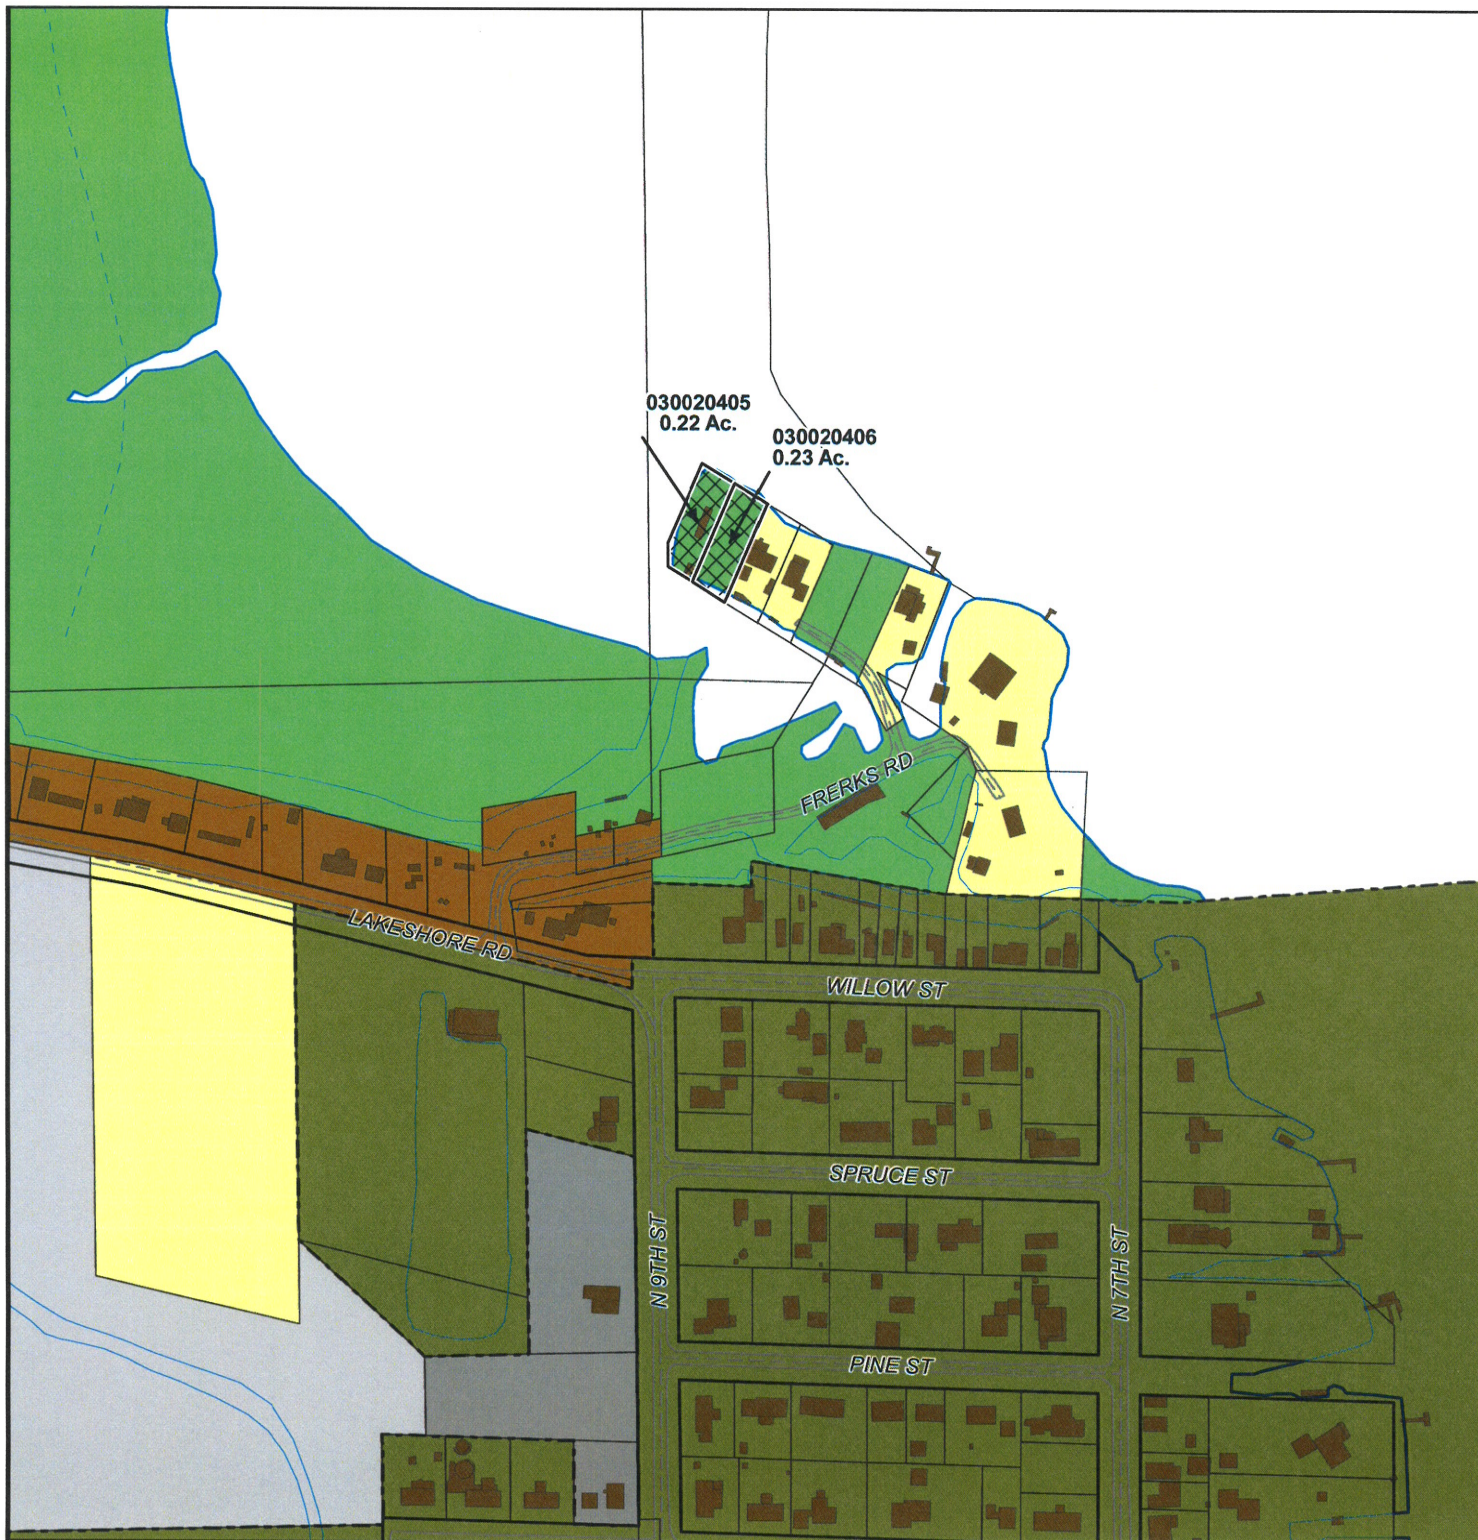 030020405
0.22 Ac.
030020406
0.23 Ac.
FRERKS RD
LAKESHORE RD
WILLOW ST
SPRUCE ST
N 9TH ST
N 7TH ST
PINE ST